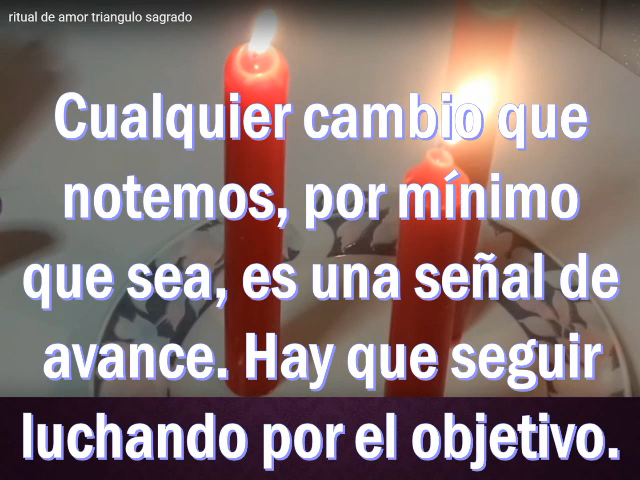 ritual de amor triangulo sagrado
Cualquier cambio que
notemos, por mínimo
que sea, es una señal de
avance. Hay que seguir
luchando por el objetivo.